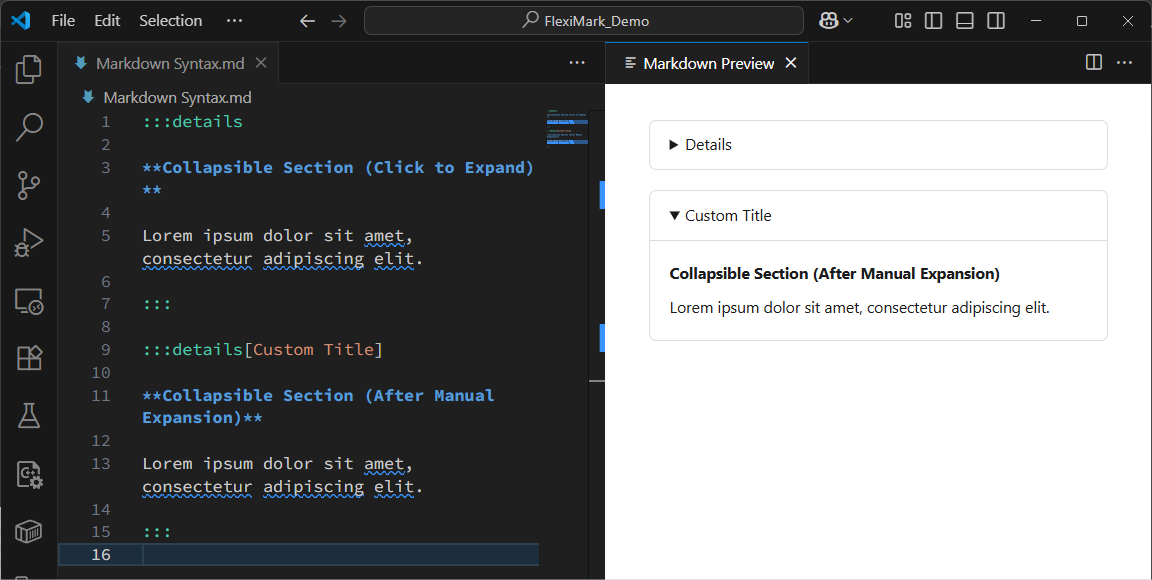 File Edit Selection ...
FlexiMark_Demo
Markdown Syntax.md
Markdown Preview
Markdown Syntax.md
1 :::details
2
3 **Collapsible Section (Click to Expand)
**
4
5 Lorem ipsum dolor sit amet,
consectetur adipiscing elit.
6
7 :::
8
9 :::details[Custom Title]
10
11 **Collapsible Section (After Manual
Expansion)**
12
13 Lorem ipsum dolor sit amet,
consectetur adipiscing elit.
14
15 :::
16
Details
Custom Title
Collapsible Section (After Manual Expansion)
Lorem ipsum dolor sit amet, consectetur adipiscing elit.